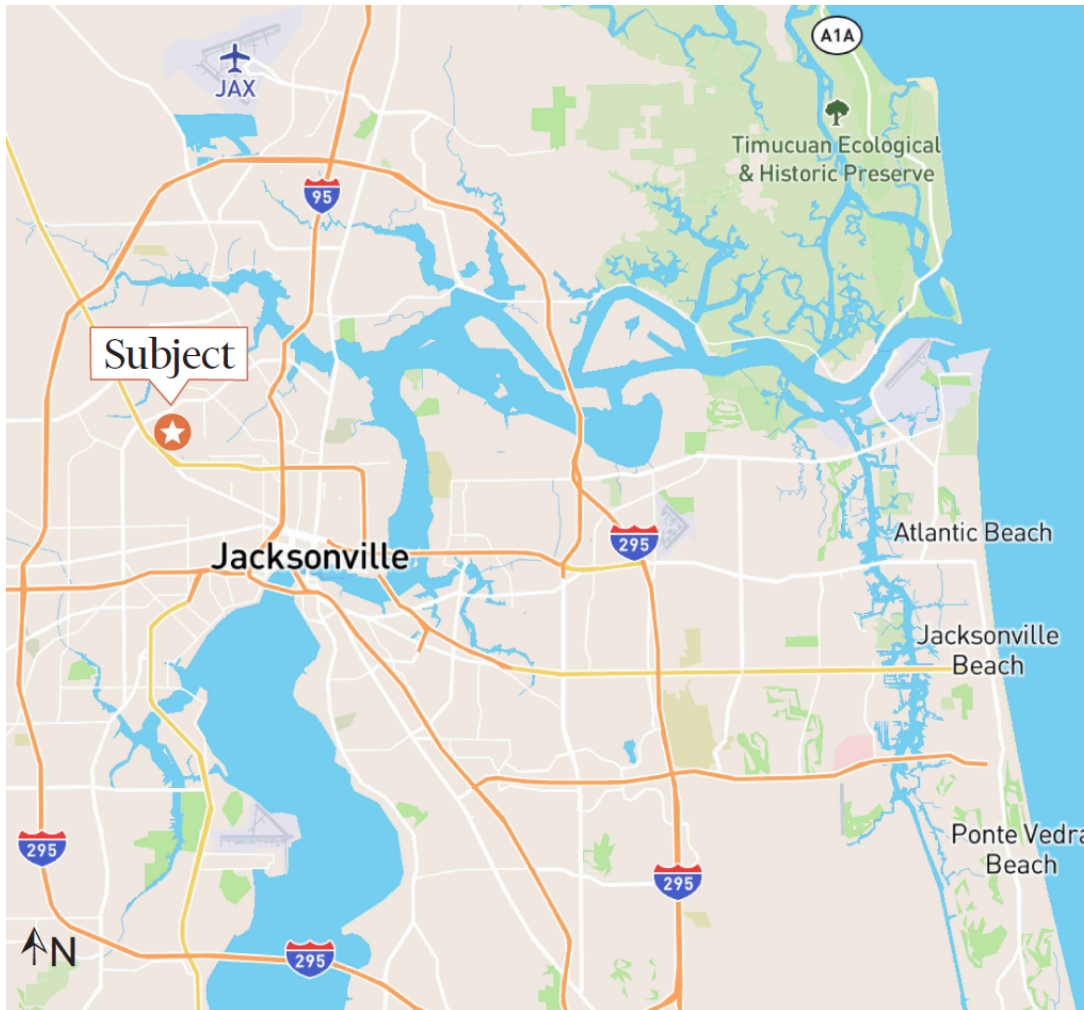 A1A
JAX
Timucuan Ecological
& Historic Preserve
95
Subject
295
Atlantic Beach
Jacksonville
Jacksonville
Beach
Ponte Vedra
Beach
295
295
N
295